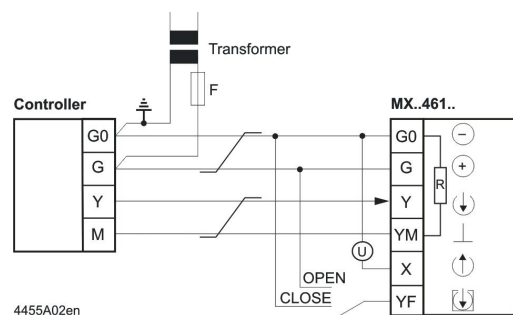 Transformer
F
Controller
MX..461..
G0
G0
G
G
R
Y
Y
M
YM
U
X
OPEN
CLOSE
YF
4455A02en